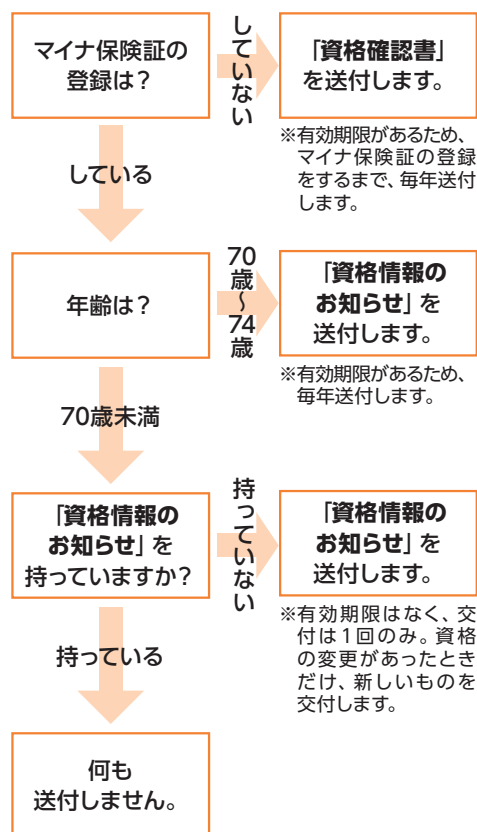 マイナ保険証の
登録は？
していない
「資格確認書」
を送付します。
※有効期限があるため、
マイナ保険証の登録
をするまで、毎年送付
します。
している
年齢は？
70歳〜74歳
「資格情報の
お知らせ」を
送付します。
※有効期限があるため、
毎年送付します。
70歳未満
「資格情報の
お知らせ」を
持っていますか？
持っていない
「資格情報の
お知らせ」を
送付します。
※有効期限はなく、交
付は1回のみ。資格
の変更があったとき
だけ、新しいものを
交付します。
持っている
何も
送付しません。